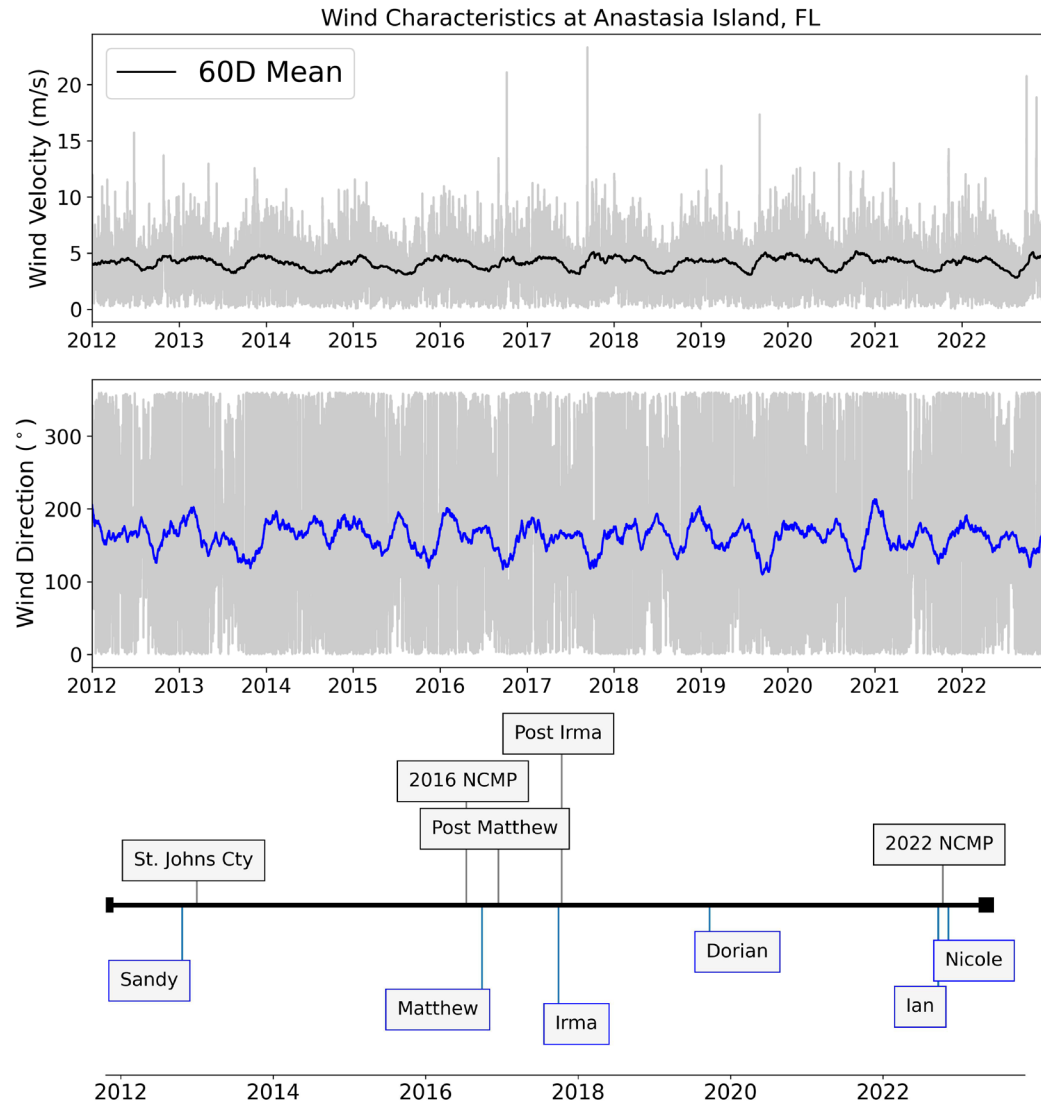 Wind Characteristics at Anastasia Island, FL
60D Mean
Wind Velocity (m/s)
20
15
10
5
0
2012 2013 2014 2015 2016 2017 2018 2019 2020 2021 2022
Wind Direction (°)
300
200
100
0
2012 2013 2014 2015 2016 2017 2018 2019 2020 2021 2022
Post Irma
2016 NCMP
Post Matthew
St. Johns Cty
2022 NCMP
Dorian
Nicole
Sandy
Matthew
Ian
Irma
2012 2014 2016 2018 2020 2022